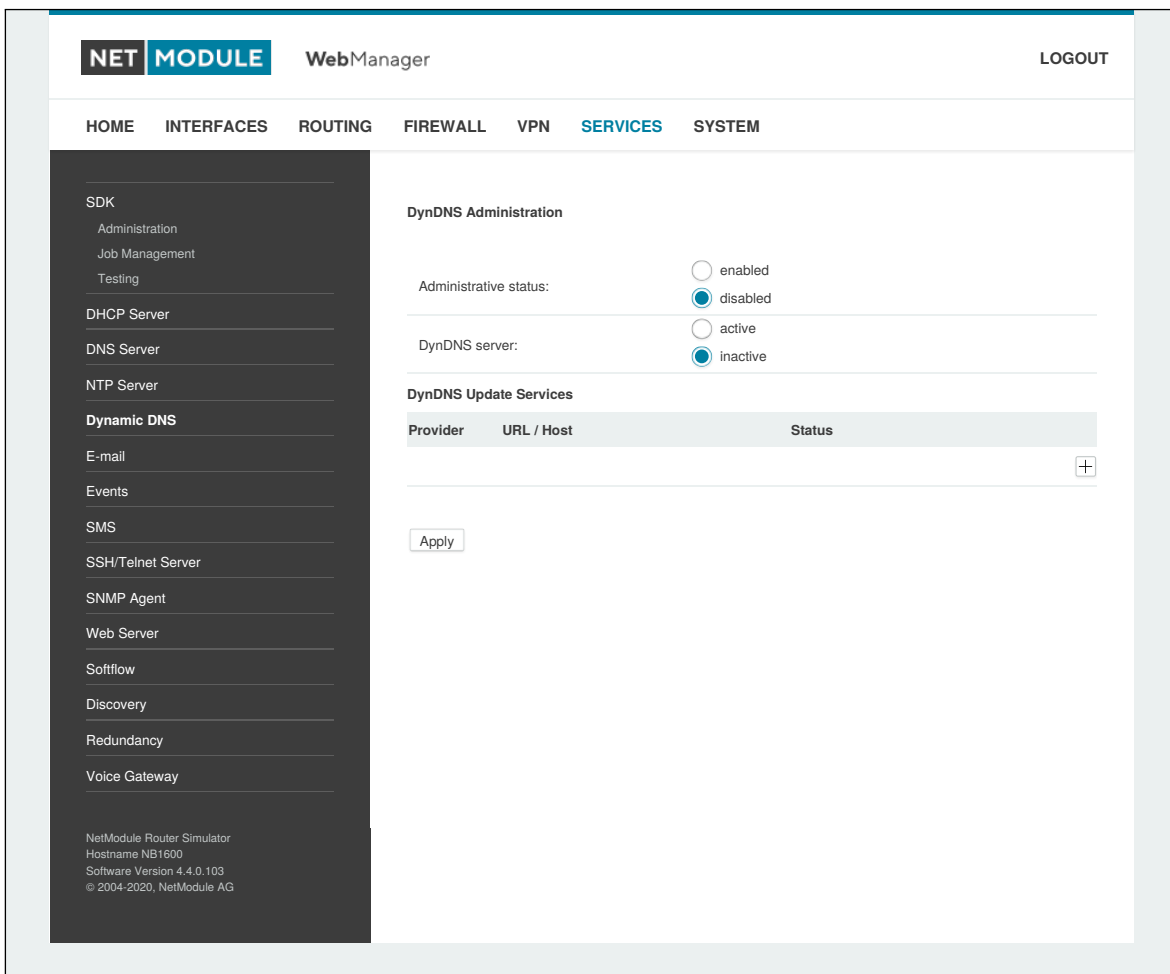 NET MODULE WebManager LOGOUT
HOME INTERFACES ROUTING FIREWALL VPN SERVICES SYSTEM
SDK
Administration
Job Management
Testing
DHCP Server
DNS Server
NTP Server
Dynamic DNS
E-mail
Events
SMS
SSH/Telnet Server
SNMP Agent
Web Server
Softflow
Discovery
Redundancy
Voice Gateway
NetModule Router Simulator
Hostname NB1600
Software Version 4.4.0.103
© 2004-2020, NetModule AG
DynDNS Administration
Administrative status:
enabled
disabled
DynDNS server:
active
inactive
DynDNS Update Services
Provider URL / Host Status
Apply